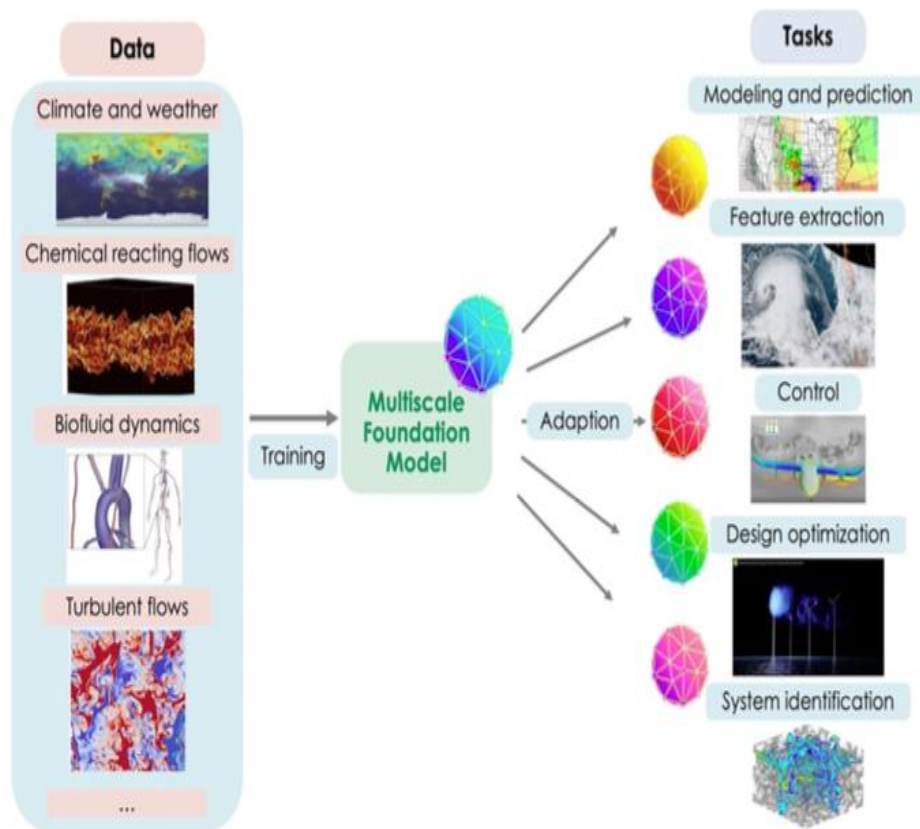 Data
Climate and weather
Chemical reacting flows
Biofluid dynamics
Turbulent flows
...
Training
Multiscale
Foundation
Model
Adaption
Tasks
Modeling and prediction
Feature extraction
Control
Design optimization
System identification